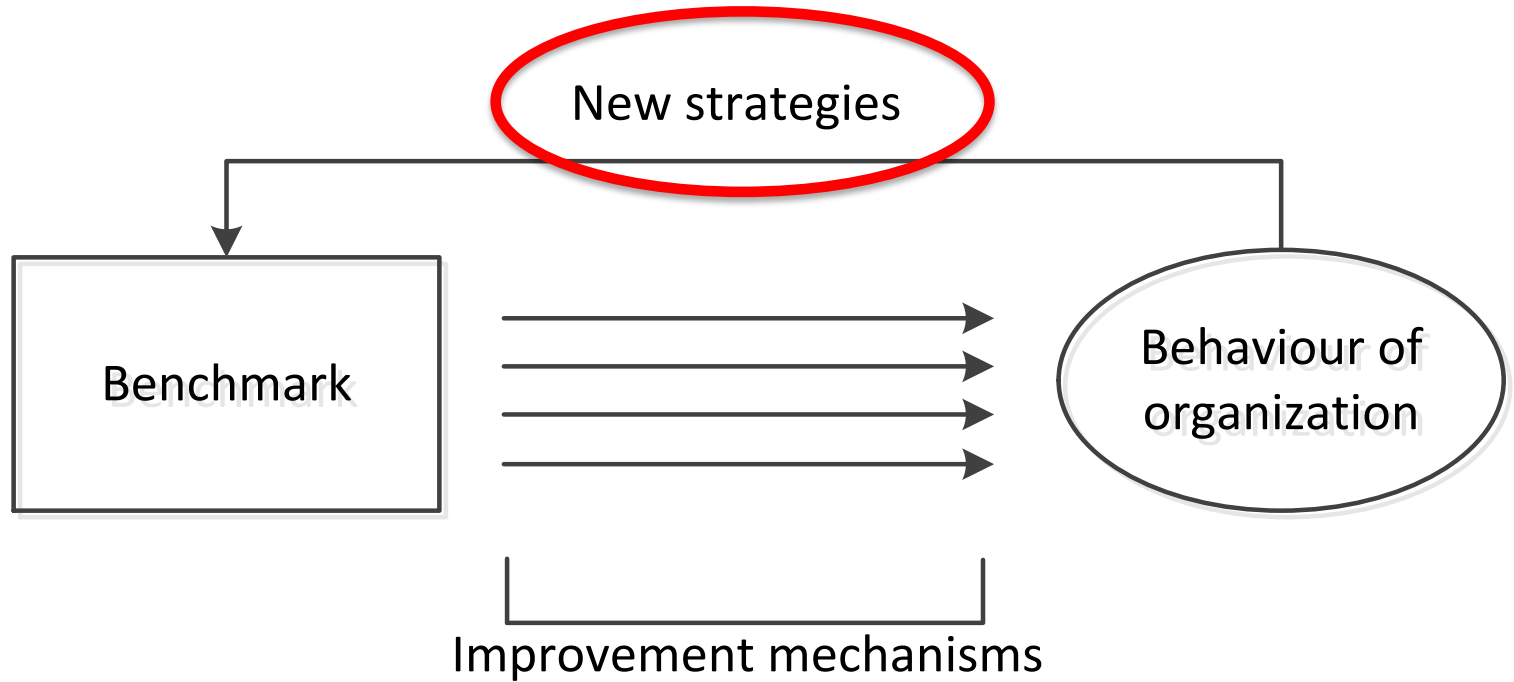 New strategies
Benchmark
Behaviour of
organization
Improvement mechanisms